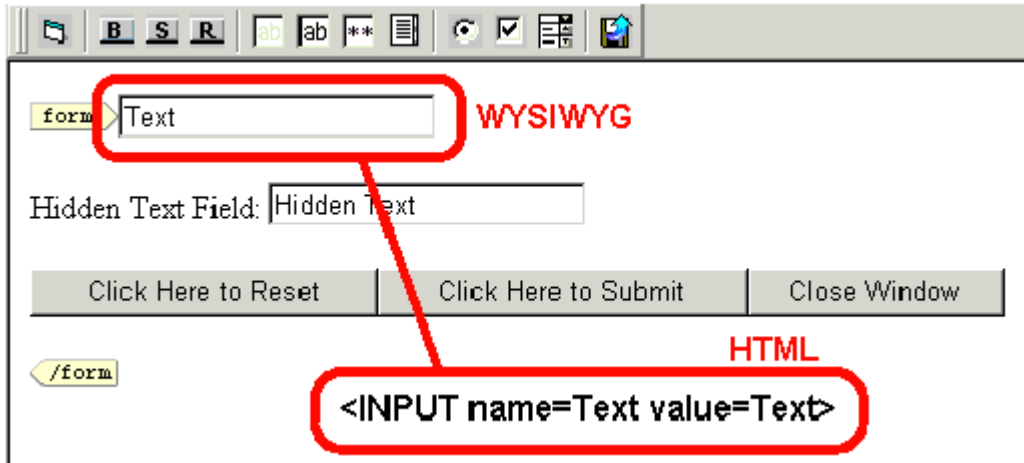 B S R ab ab **
form Text WYSIWYG
Hidden Text Field: Hidden Text
Click Here to Reset Click Here to Submit Close Window
HTML
/form
<INPUT name=Text value=Text>